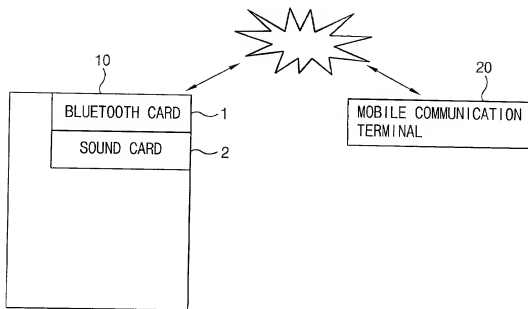 10
20
BLUETOOTH CARD
1
MOBILE COMMUNICATION
TERMINAL
SOUND CARD
2